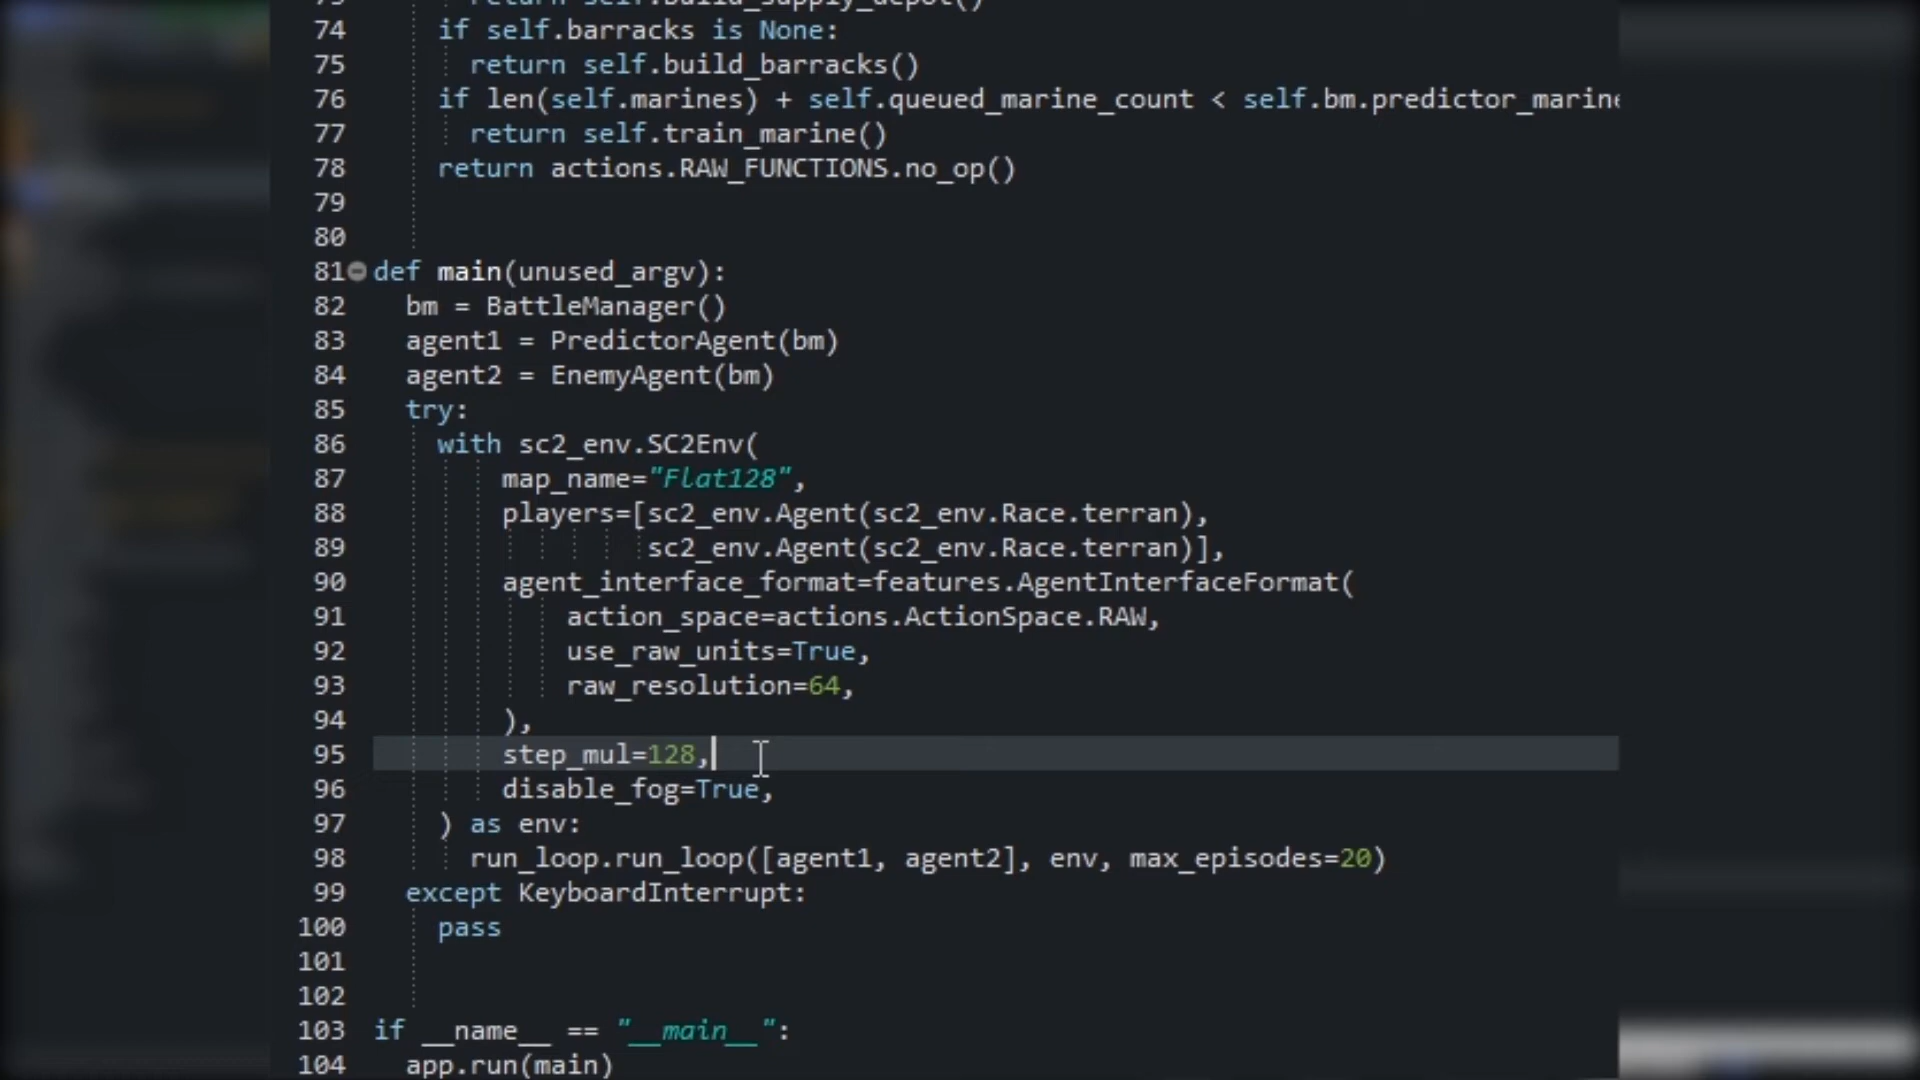 return self.build_supply_depot()
74 if self.barracks is None:
75 return self.build_barracks()
76 if len(self.marines) + self.queued_marine_count < self.bm.predictor_marine
77 return self.train_marine()
78 return actions.RAW_FUNCTIONS.no_op()
79
80
81 def main(unused_argv):
82 bm = BattleManager()
83 agent1 = PredictorAgent(bm)
84 agent2 = EnemyAgent(bm)
85 try:
86 with sc2_env.SC2Env(
87 map_name="Flat128",
88 players=[sc2_env.Agent(sc2_env.Race.terran),
89 sc2_env.Agent(sc2_env.Race.terran)],
90 agent_interface_format=features.AgentInterfaceFormat(
91 action_space=actions.ActionSpace.RAW,
92 use_raw_units=True,
93 raw_resolution=64,
94 ),
95 step_mul=128,
96 disable_fog=True,
97 ) as env:
98 run_loop.run_loop([agent1, agent2], env, max_episodes=20)
99 except KeyboardInterrupt:
100 pass
101
102
103 if __name__ == "__main__":
104 app.run(main)